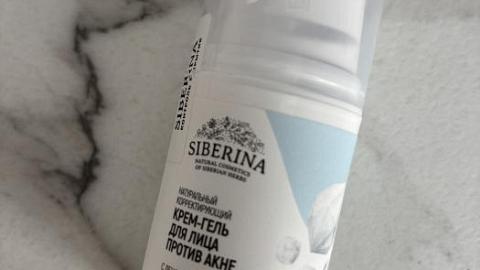 SIBERINA
NATURAL COSMETICS
OF SIBERIAN HERBS
НАТУРАЛЬНЫЙ
КОРРЕКТИРУЮЩИЙ
КРЕМ-ГЕЛЬ
ДЛЯ ЛИЦА
ПРОТИВ АКНЕ